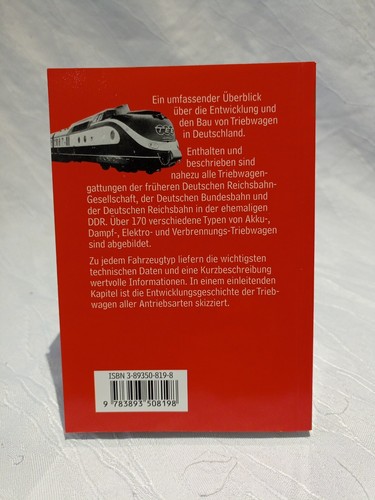 Ein umfassender Überblick
über die Entwicklung und
den Bau von Triebwagen
in Deutschland.
Enthalten und
beschrieben sind
nahezu alle Triebwagen-
gattungen der früheren Deutschen Reichsbahn-
Gesellschaft, der Deutschen Bundesbahn und
der Deutschen Reichsbahn in der ehemaligen
DDR. Über 170 verschiedene Typen von Akku-,
Dampf-, Elektro- und Verbrennungs-Triebwagen
sind abgebildet.
Zu jedem Fahrzeugtyp liefern die wichtigsten
technischen Daten und eine Kurzbeschreibung
wertvolle Informationen. In einem einleitenden
Kapitel ist die Entwicklungsgeschichte der Trieb-
wagen aller Antriebsarten skizziert.
ISBN 3-89350-819-8
9 783893 508198